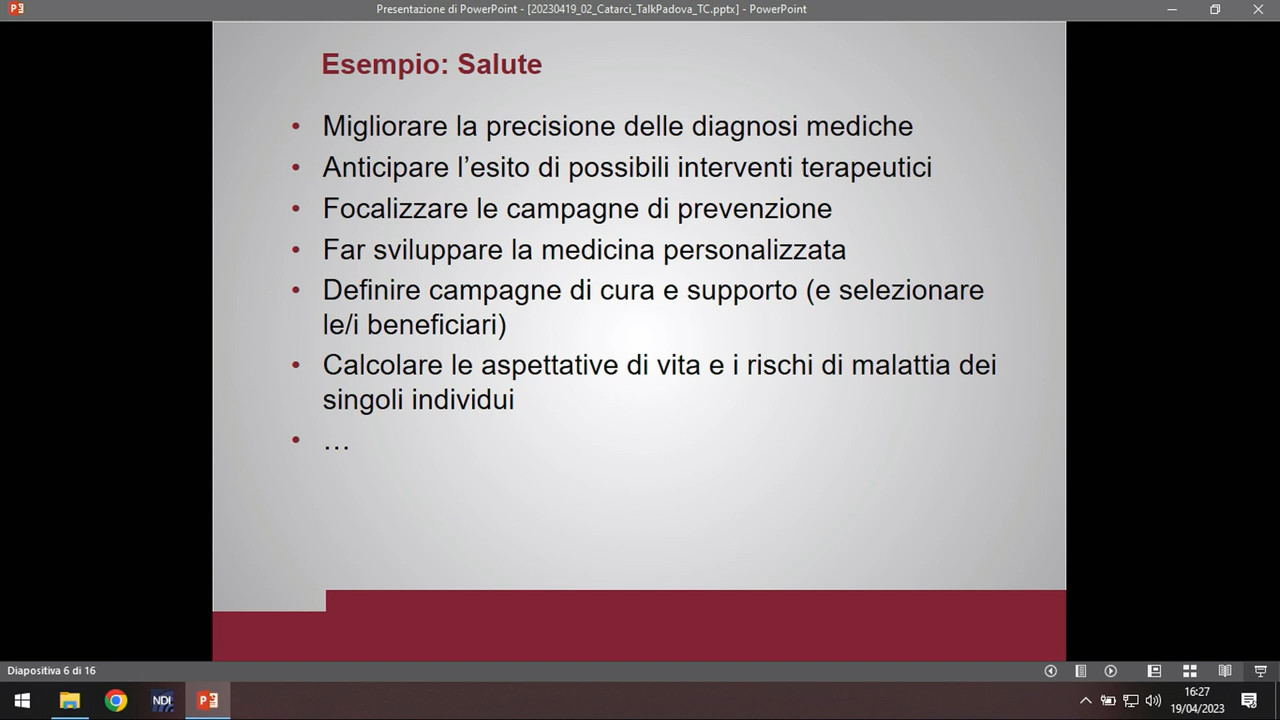 Presentazione di PowerPoint - [20230419_02_Catarci_TalkPadova_TC.pptx] - PowerPoint
Esempio: Salute
• Migliorare la precisione delle diagnosi mediche
• Anticipare l’esito di possibili interventi terapeutici
• Focalizzare le campagne di prevenzione
• Far sviluppare la medicina personalizzata
• Definire campagne di cura e supporto (e selezionare
le/i beneficiari)
• Calcolare le aspettative di vita e i rischi di malattia dei
singoli individui
• …
Diapositiva 6 di 16
NDI
16:27
19/04/2023